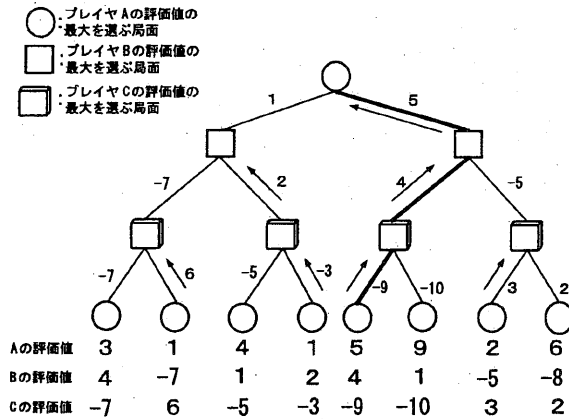 プレイヤAの評価値の
最大を選ぶ局面
プレイヤBの評価値の
最大を選ぶ局面
プレイヤCの評価値の
最大を選ぶ局面
1 5
-7 2 4 -5
-7 6 -5 -3 -9 -10 3 2
Aの評価値 3 1 4 1 5 9 2 6
Bの評価値 4 -7 1 2 4 1 -5 -8
Cの評価値 -7 6 -5 -3 -9 -10 3 2